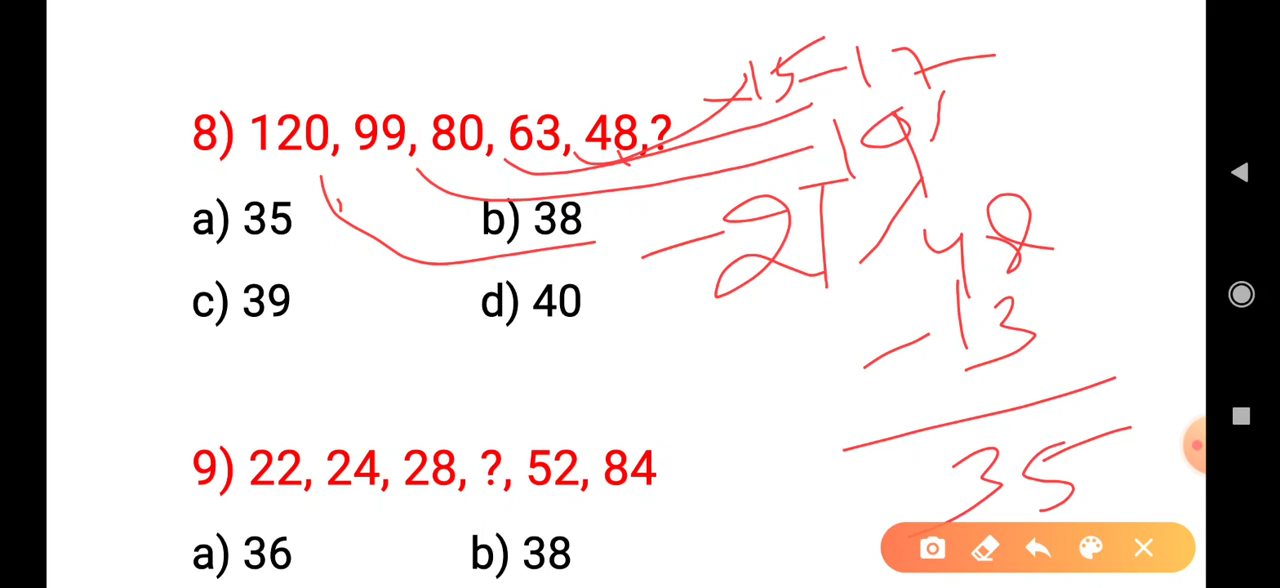 -15-17
8) 120, 99, 80, 63, 48,?
19
-21
a) 35 b) 38
48
c) 39 d) 40
-13
35
9) 22, 24, 28, ?, 52, 84
a) 36 b) 38